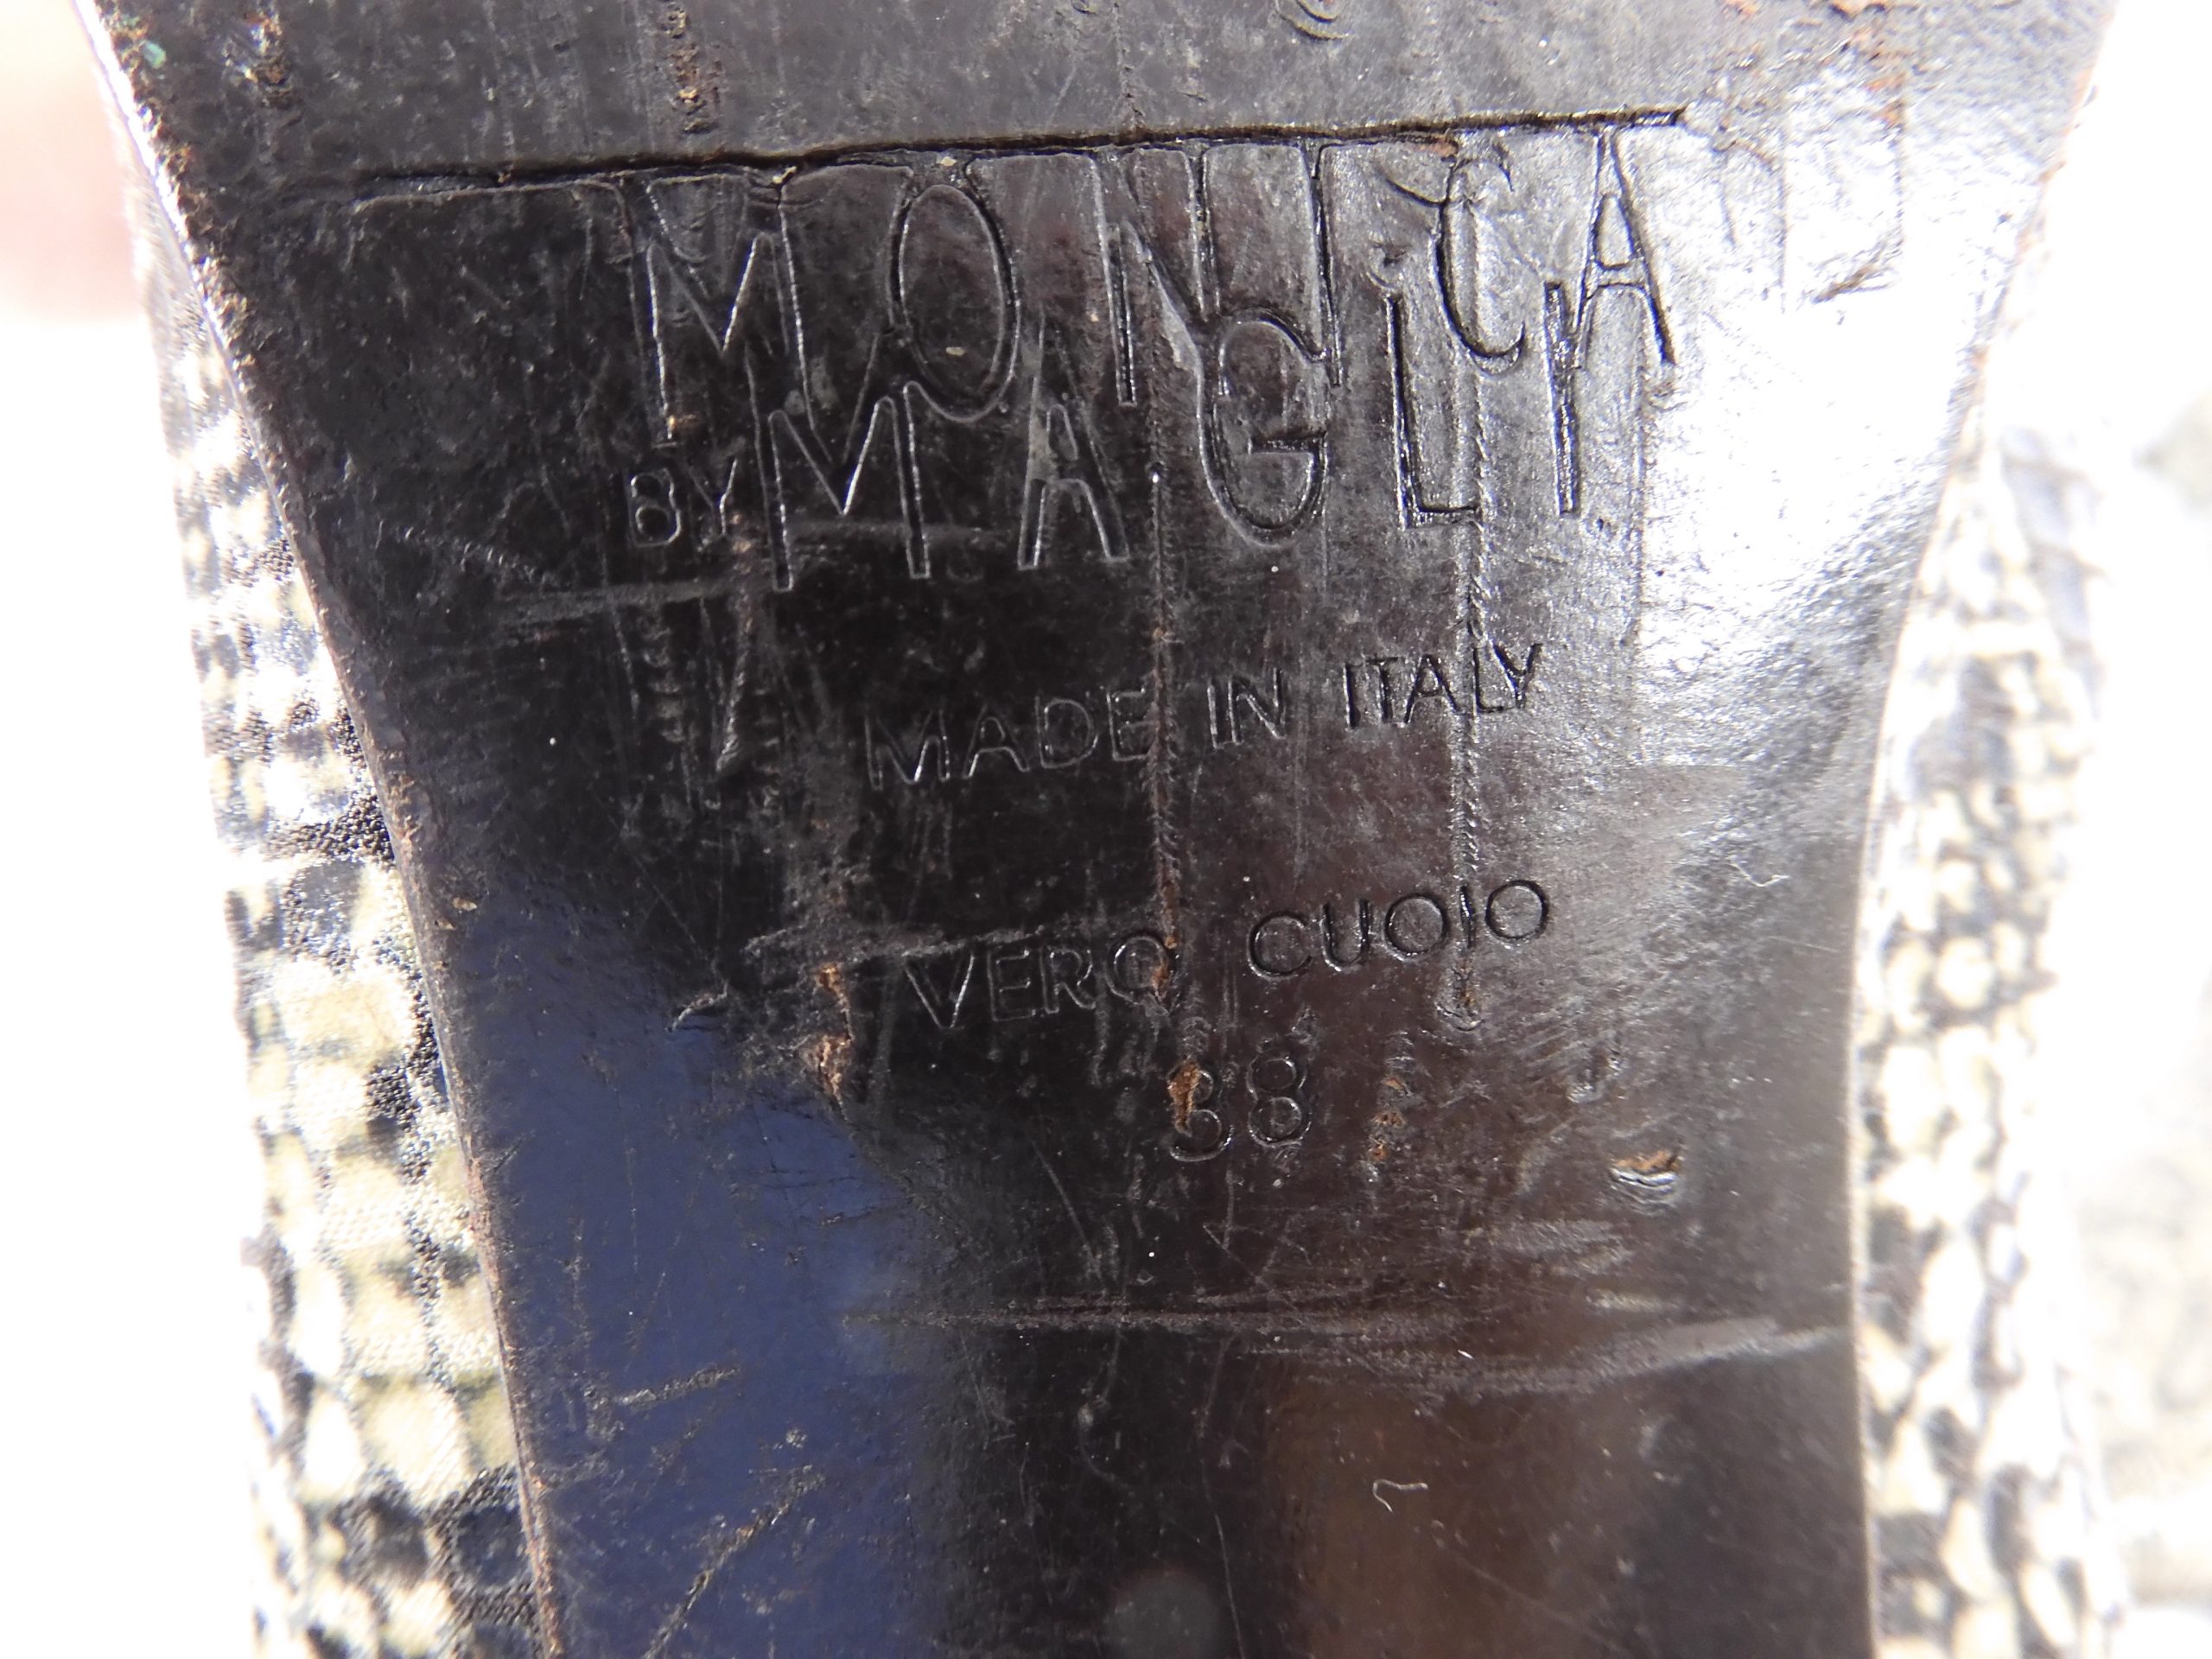 MONICA
BY MAGLI
MADE IN ITALY
VERO CUOIO
38